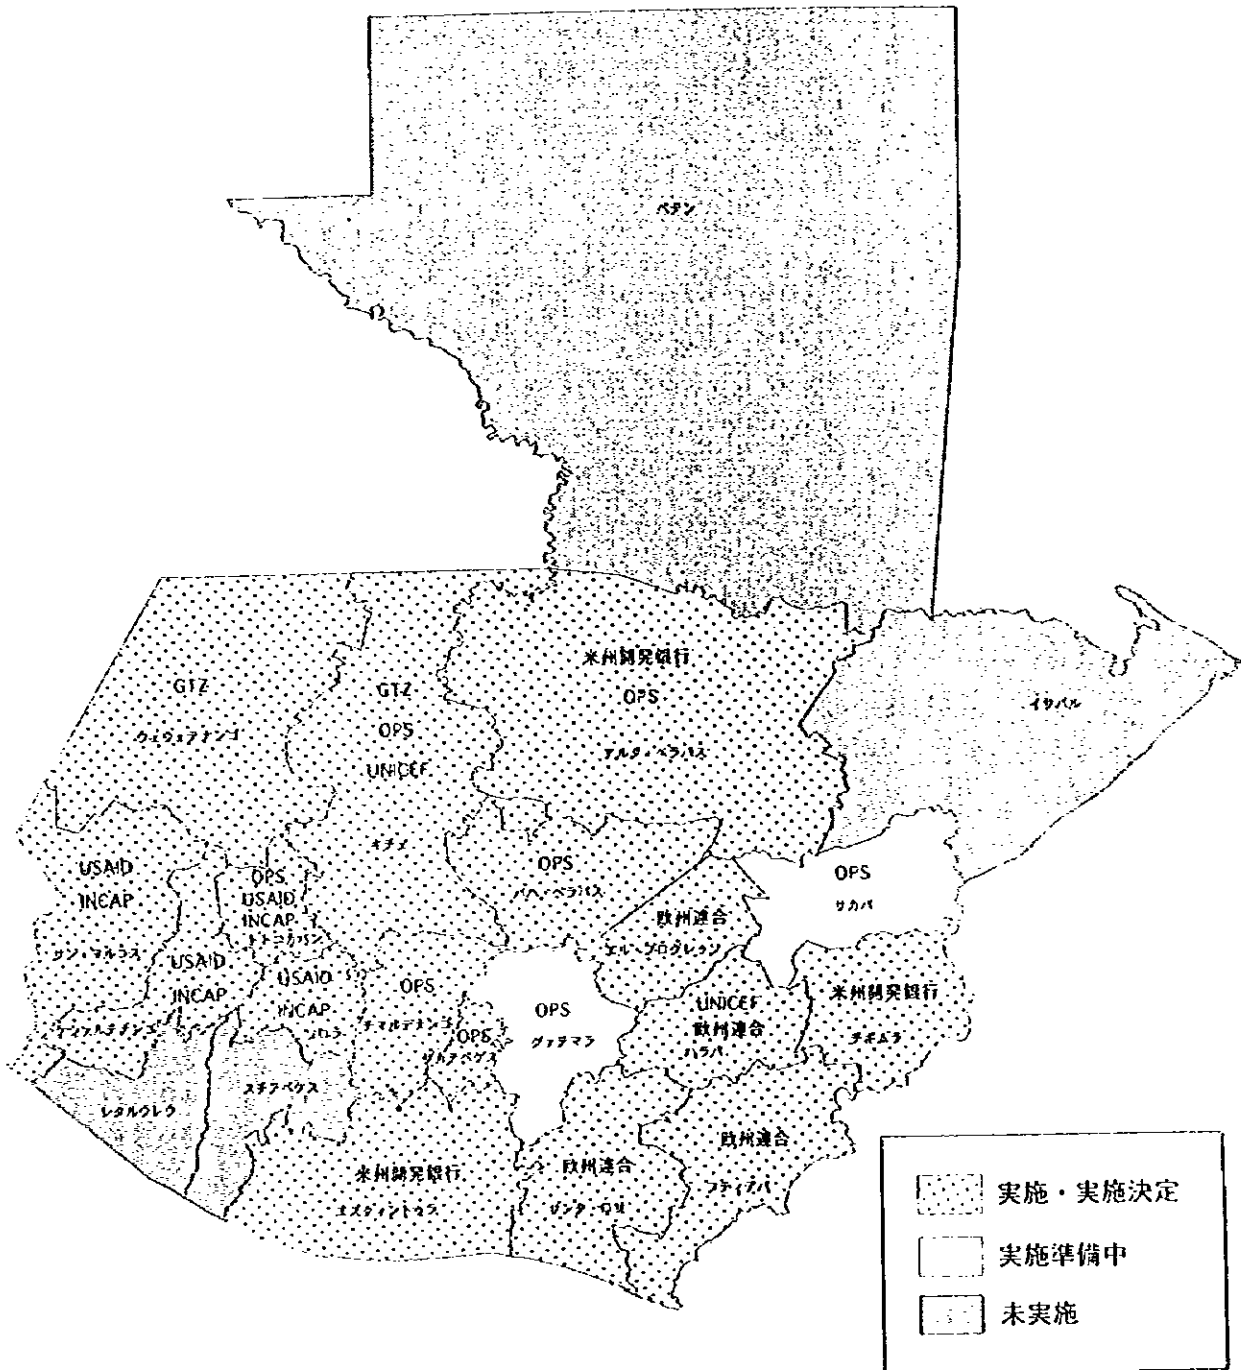 ペテン
米州開発銀行
OPS
アルタ・ベラパス
イサバル
GTZ
ウェウェテナンゴ
GTZ
OPS
UNICEF
キチェ
USAID
INCAP
サン・マルコス
OPS
USAID
INCAP
トトニカパン
OPS
バハ・ベラパス
OPS
サカパ
欧州連合
エル・プログレッソ
USAID
INCAP
ケツァルテナンゴ
USAID
INCAP
ソロラ
OPS
チマルテナンゴ
OPS
OPS
グァテマラ
UNICEF
欧州連合
ハラパ
米州開発銀行
チキムラ
レタルウレウ
スチテペケス
米州開発銀行
エスクィントゥラ
欧州連合
サンタ・ロサ
欧州連合
フティアパ
実施・実施決定
実施準備中
未実施